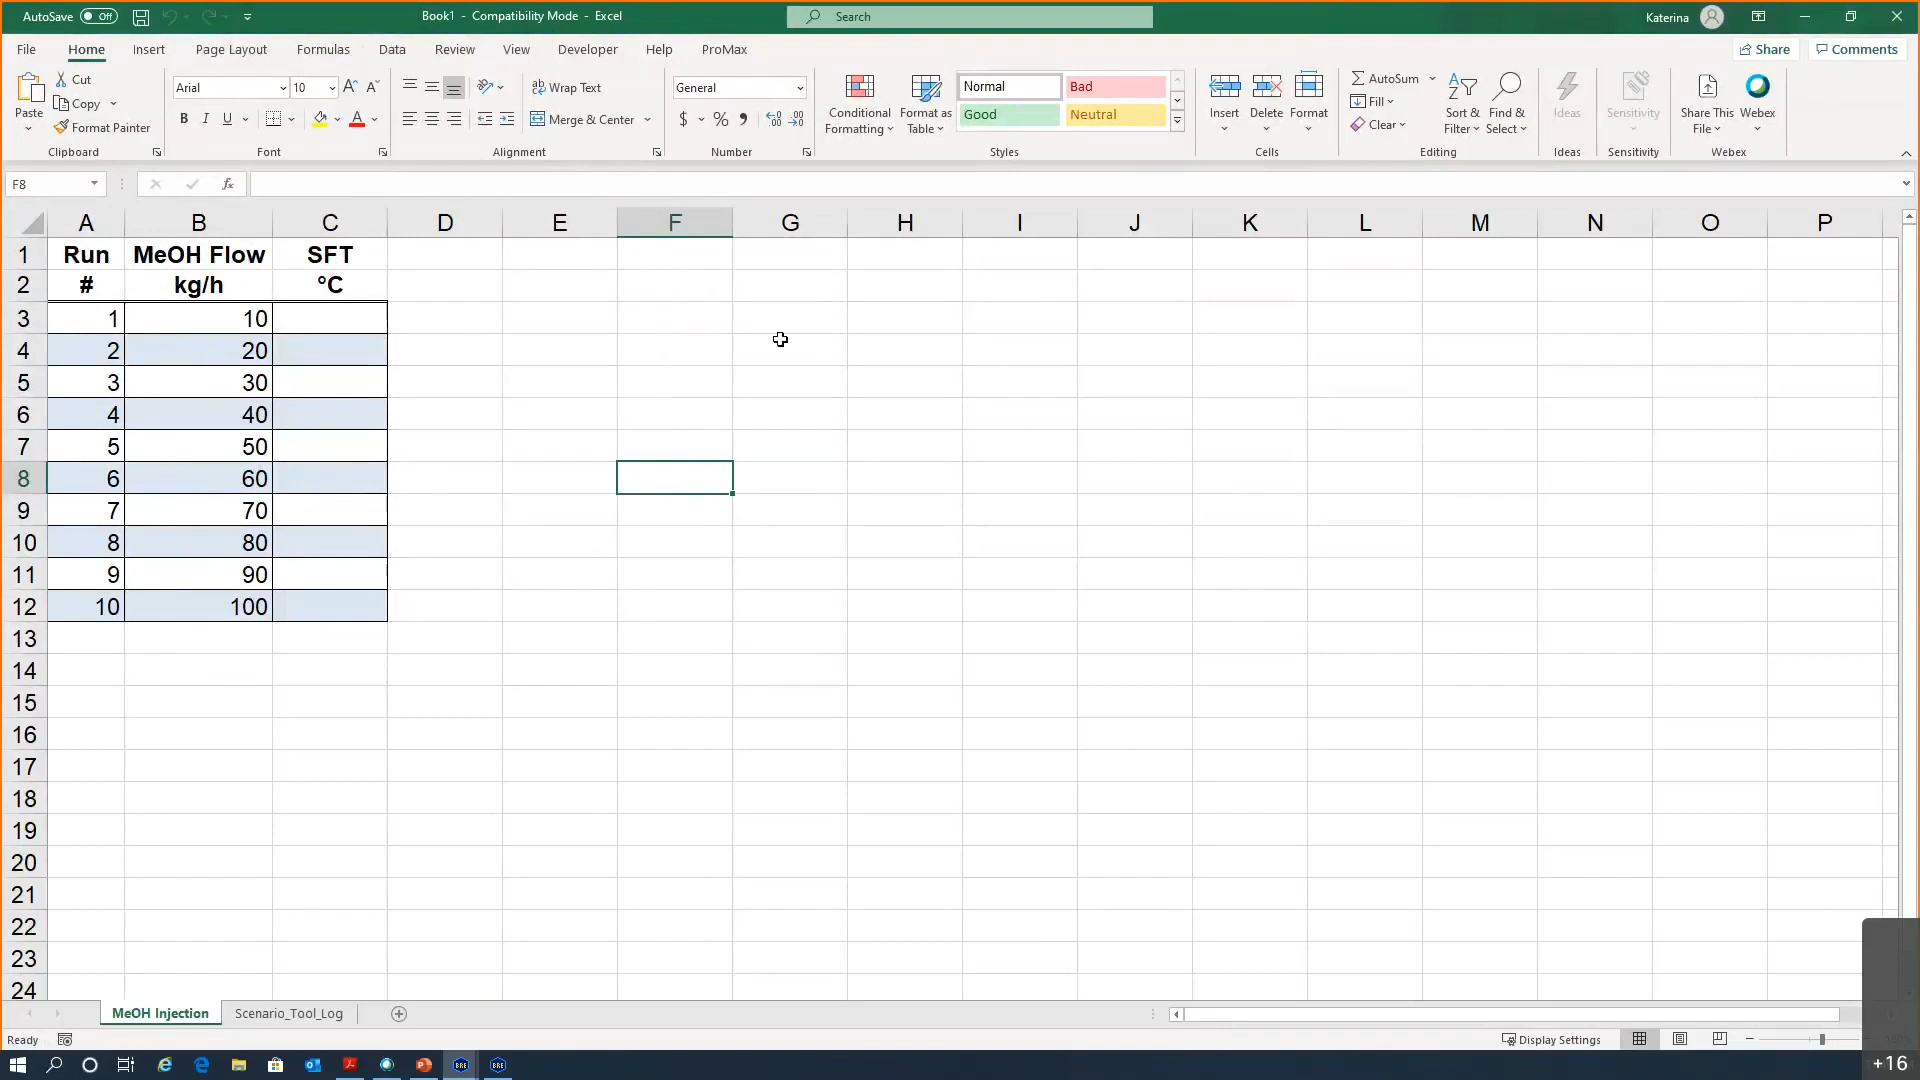 AutoSave Off Book1 - Compatibility Mode - Excel Search Katerina
File Home Insert Page Layout Formulas Data Review View Developer Help ProMax Share Comments
Paste Cut Copy Format Painter Clipboard
Arial 10 B I U A Font
Wrap Text Merge & Center Alignment
General $ % Number
Conditional Formatting Format as Table Normal Bad Good Neutral Styles
Insert Delete Format Cells
AutoSum Fill Clear Sort & Filter Find & Select Editing
Ideas Ideas
Sensitivity Sensitivity
Share This File Webex Webex
F8 fx
A B C D E F G H I J K L M N O P
1 Run MeOH Flow SFT
2 # kg/h °C
3 1 10
4 2 20
5 3 30
6 4 40
7 5 50
8 6 60
9 7 70
10 8 80
11 9 90
12 10 100
13
14
15
16
17
18
19
20
21
22
23
24
MeOH Injection Scenario_Tool_Log
Ready Display Settings
BRE BRE +16